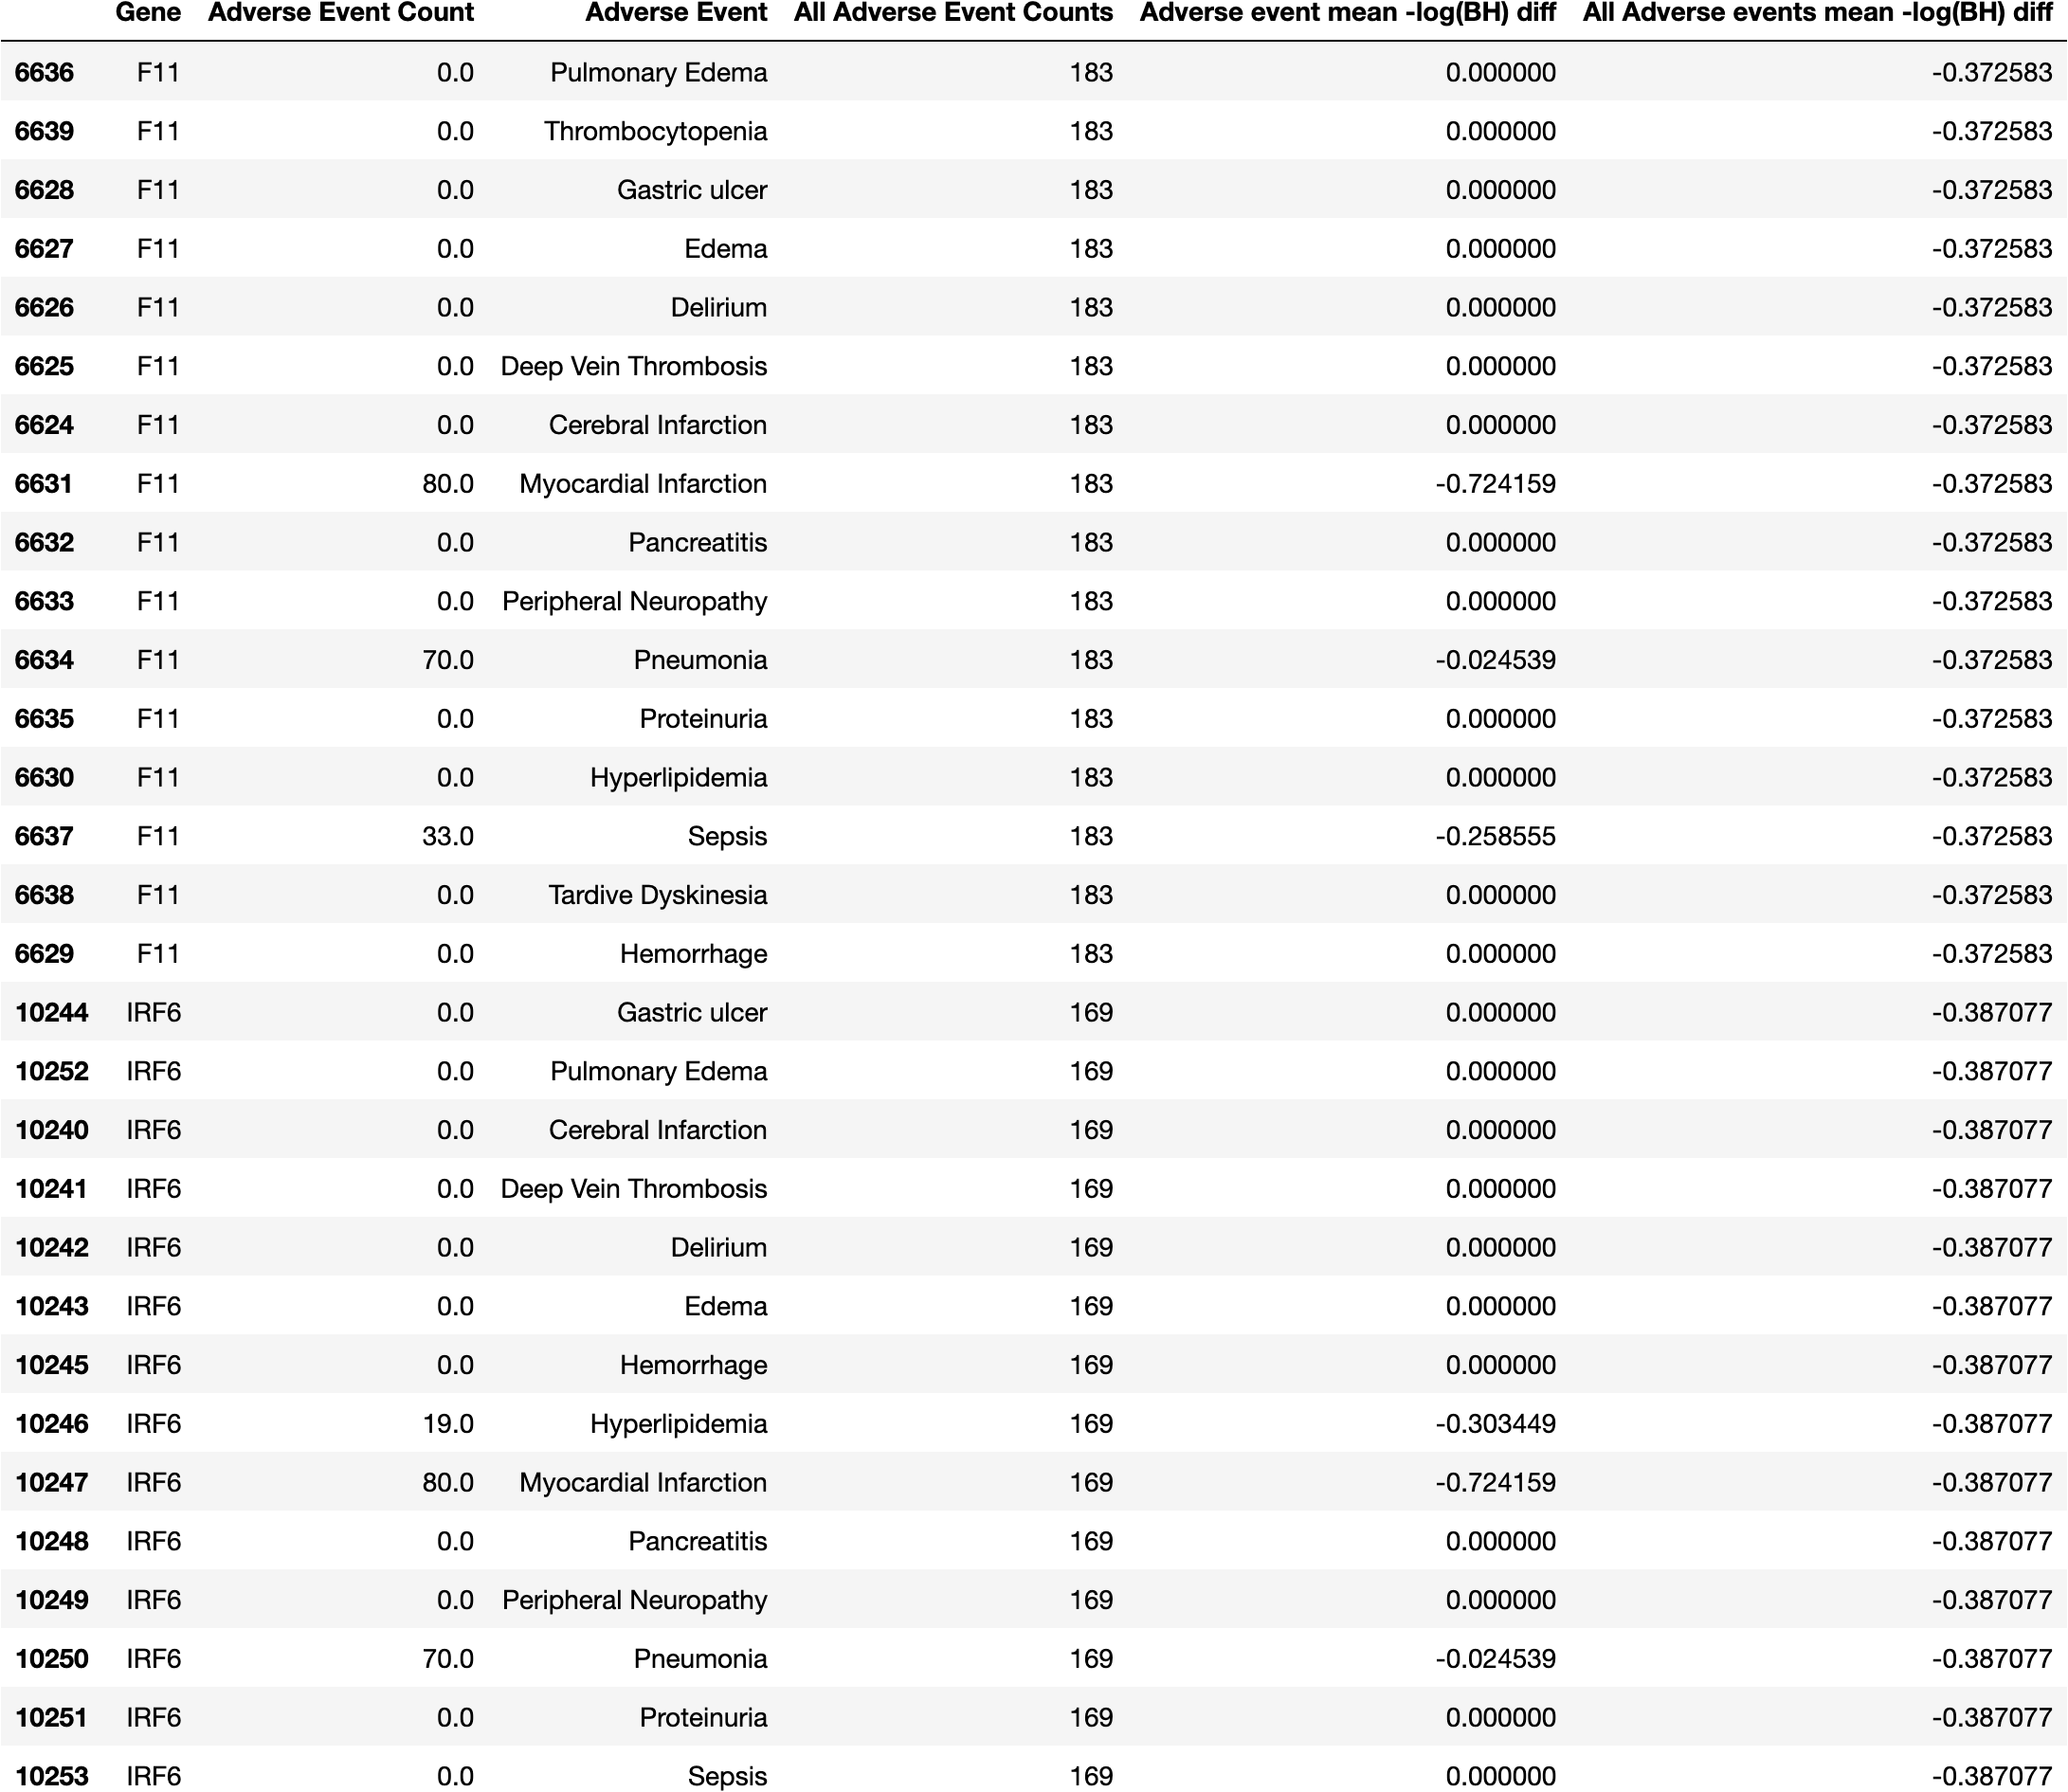 Gene Adverse Event Count Adverse Event All Adverse Event Counts Adverse event mean -log(BH) diff All Adverse events mean -log(BH) diff
6636 F11 0.0 Pulmonary Edema 183 0.000000 -0.372583
6639 F11 0.0 Thrombocytopenia 183 0.000000 -0.372583
6628 F11 0.0 Gastric ulcer 183 0.000000 -0.372583
6627 F11 0.0 Edema 183 0.000000 -0.372583
6626 F11 0.0 Delirium 183 0.000000 -0.372583
6625 F11 0.0 Deep Vein Thrombosis 183 0.000000 -0.372583
6624 F11 0.0 Cerebral Infarction 183 0.000000 -0.372583
6631 F11 80.0 Myocardial Infarction 183 -0.724159 -0.372583
6632 F11 0.0 Pancreatitis 183 0.000000 -0.372583
6633 F11 0.0 Peripheral Neuropathy 183 0.000000 -0.372583
6634 F11 70.0 Pneumonia 183 -0.024539 -0.372583
6635 F11 0.0 Proteinuria 183 0.000000 -0.372583
6630 F11 0.0 Hyperlipidemia 183 0.000000 -0.372583
6637 F11 33.0 Sepsis 183 -0.258555 -0.372583
6638 F11 0.0 Tardive Dyskinesia 183 0.000000 -0.372583
6629 F11 0.0 Hemorrhage 183 0.000000 -0.372583
10244 IRF6 0.0 Gastric ulcer 169 0.000000 -0.387077
10252 IRF6 0.0 Pulmonary Edema 169 0.000000 -0.387077
10240 IRF6 0.0 Cerebral Infarction 169 0.000000 -0.387077
10241 IRF6 0.0 Deep Vein Thrombosis 169 0.000000 -0.387077
10242 IRF6 0.0 Delirium 169 0.000000 -0.387077
10243 IRF6 0.0 Edema 169 0.000000 -0.387077
10245 IRF6 0.0 Hemorrhage 169 0.000000 -0.387077
10246 IRF6 19.0 Hyperlipidemia 169 -0.303449 -0.387077
10247 IRF6 80.0 Myocardial Infarction 169 -0.724159 -0.387077
10248 IRF6 0.0 Pancreatitis 169 0.000000 -0.387077
10249 IRF6 0.0 Peripheral Neuropathy 169 0.000000 -0.387077
10250 IRF6 70.0 Pneumonia 169 -0.024539 -0.387077
10251 IRF6 0.0 Proteinuria 169 0.000000 -0.387077
10253 IRF6 0.0 Sepsis 169 0.000000 -0.387077